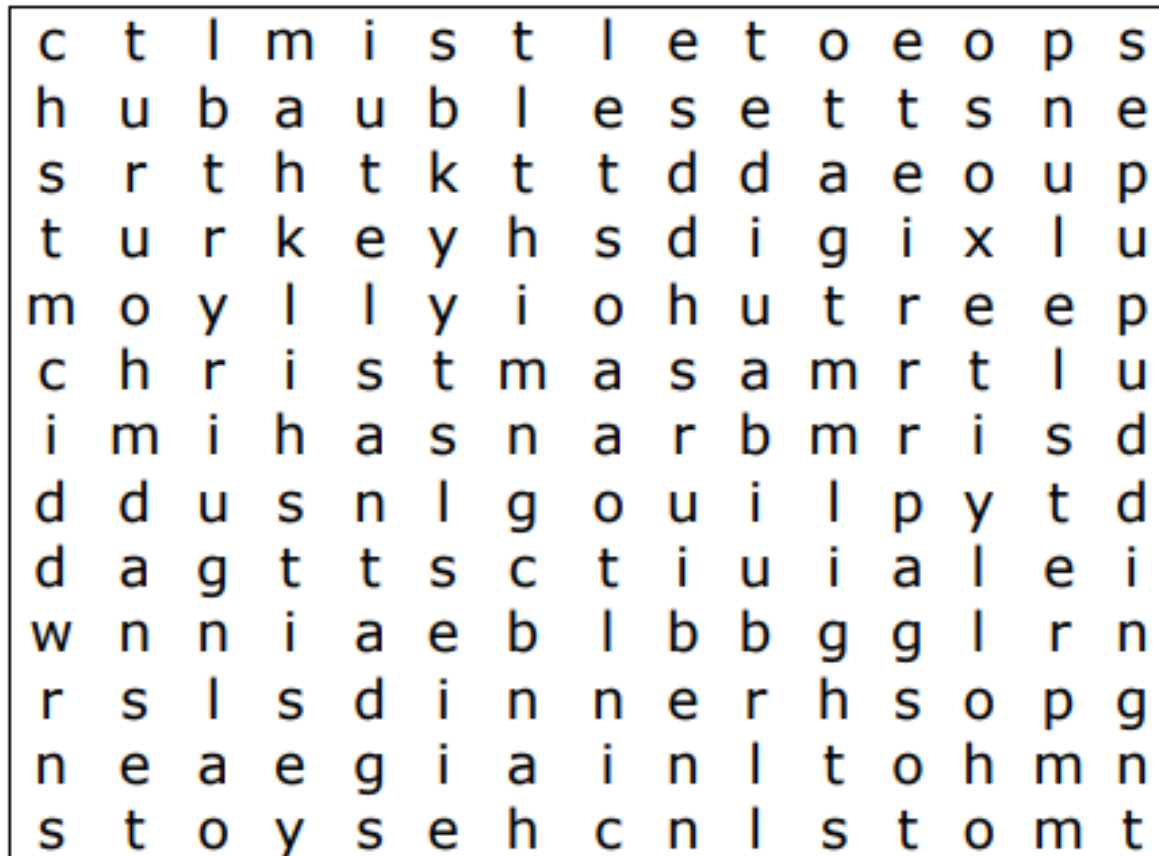 c t l m i s t l e t o e o p s
h u b a u b l e s e t t s n e
s r t h t k t t d d a e o u p
t u r k e y h s d i g i x l u
m o y l l y i o h u t r e e p
c h r i s t m a s a m r t l u
i m i h a s n a r b m r i s d
d d u s n l g o u i l p y t d
d a g t t s c t i u i a l e i
w n n i a e b l b b g g l r n
r s l s d i n n e r h s o p g
n e a e g i a i n l t o h m n
s t o y s e h c n l s t o m t